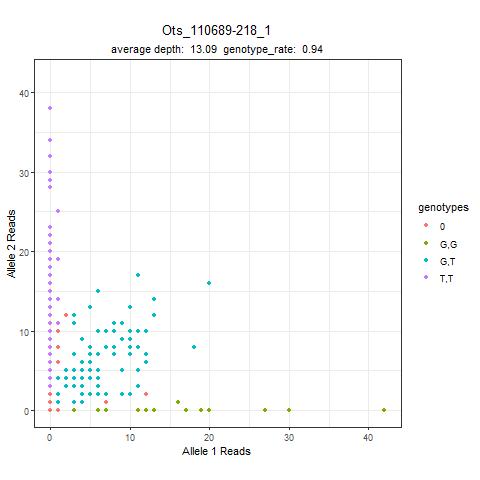 Ots_110689-218_1
average depth: 13.09 genotype_rate: 0.94
40
30
20
10
0
Allele 2 Reads
0 10 20 30 40
Allele 1 Reads
genotypes
0
G,G
G,T
T,T